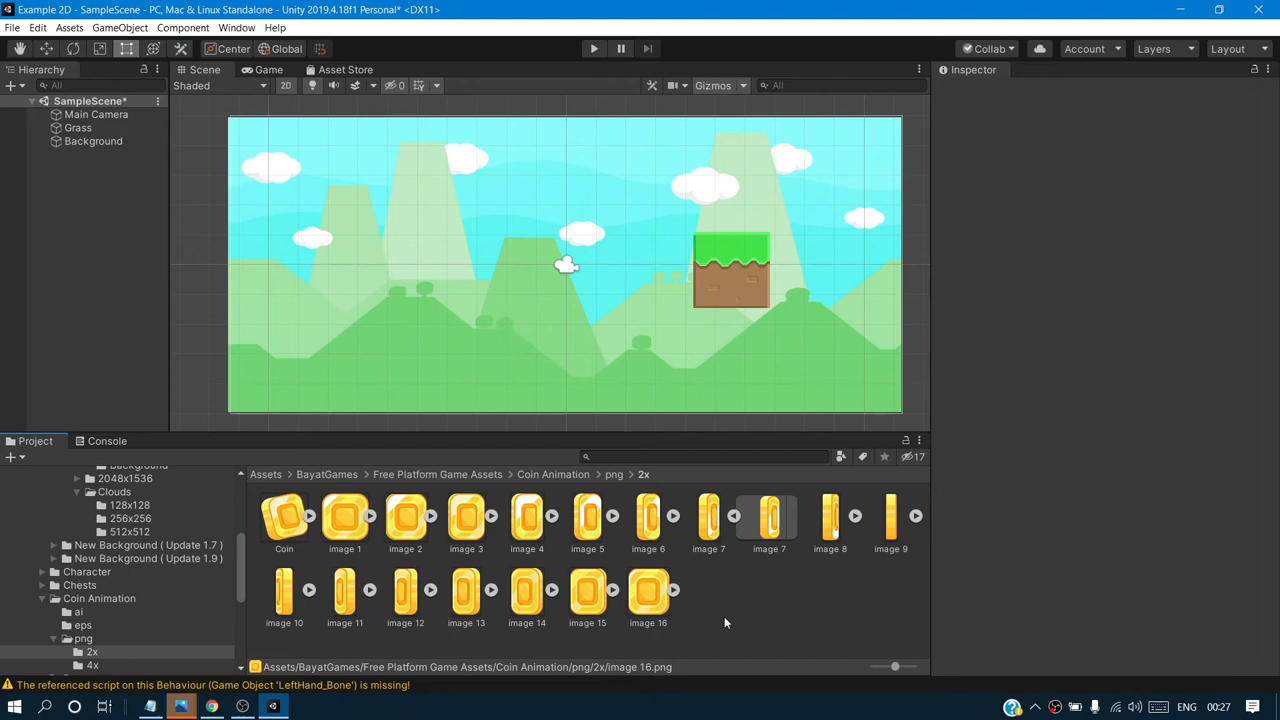 Example 2D - SampleScene - PC, Mac & Linux Standalone - Unity 2019.4.18f1 Personal* <DX11>
File Edit Assets GameObject Component Window Help
Center Global Collab Account Layers Layout
Hierarchy Scene Game Asset Store Inspector
All Shaded 2D 0 Gizmos All
SampleScene*
Main Camera
Grass
Background
Project Console
17
Background
2048x1536
Clouds
128x128
256x256
512x512
New Background ( Update 1.7 )
New Background ( Update 1.9 )
Character
Chests
Coin Animation
ai
eps
png
2x
4x
Assets BayatGames Free Platform Game Assets Coin Animation png 2x
Coin image 1 image 2 image 3 image 4 image 5 image 6 image 7 image 7 image 8 image 9
image 10 image 11 image 12 image 13 image 14 image 15 image 16
Assets/BayatGames/Free Platform Game Assets/Coin Animation/png/2x/image 16.png
The referenced script on this Behaviour (Game Object 'LeftHand_Bone') is missing!
ENG 00:27